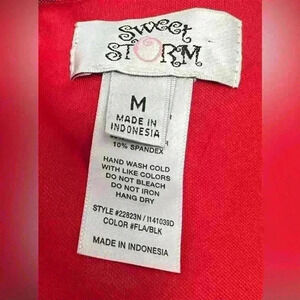 Sweet
STORM
M
MADE IN
INDONESIA
10% SPANDEX
HAND WASH COLD
WITH LIKE COLORS
DO NOT BLEACH
DO NOT IRON
HANG DRY
STYLE #22823N / I141039D
COLOR #FLA/BLK
MADE IN INDONESIA